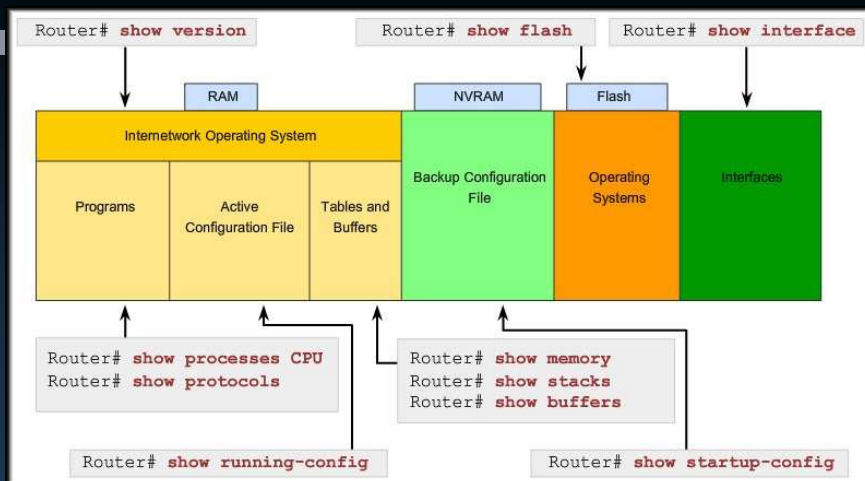 Router# show version
Router# show flash
Router# show interface
RAM
NVRAM
Flash
Internetwork Operating System
Programs
Active
Configuration File
Tables and
Buffers
Backup Configuration
File
Operating
Systems
Interfaces
Router# show processes CPU
Router# show protocols
Router# show memory
Router# show stacks
Router# show buffers
Router# show running-config
Router# show startup-config